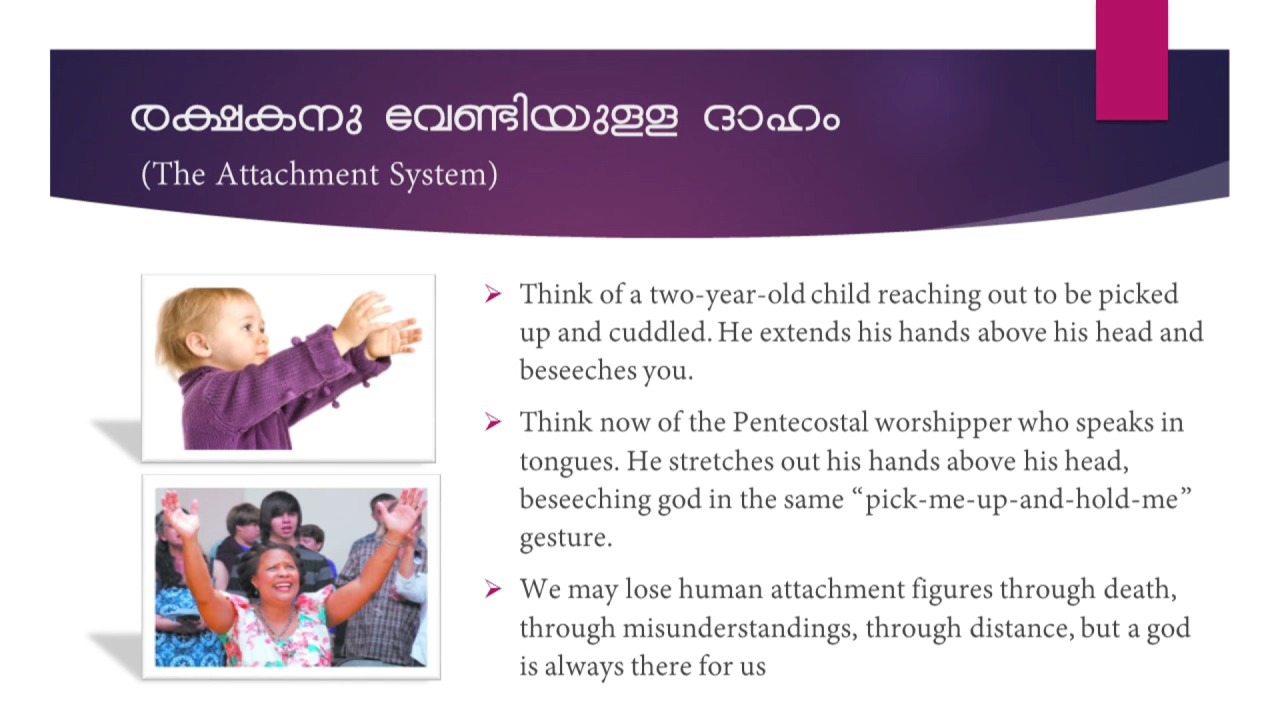 രക്ഷകനു വേണ്ടിയുളള ദാഹം
(The Attachment System)
Think of a two-year-old child reaching out to be picked
up and cuddled. He extends his hands above his head and
beseeches you.
Think now of the Pentecostal worshipper who speaks in
tongues. He stretches out his hands above his head,
beseeching god in the same “pick-me-up-and-hold-me”
gesture.
We may lose human attachment figures through death,
through misunderstandings, through distance, but a god
is always there for us